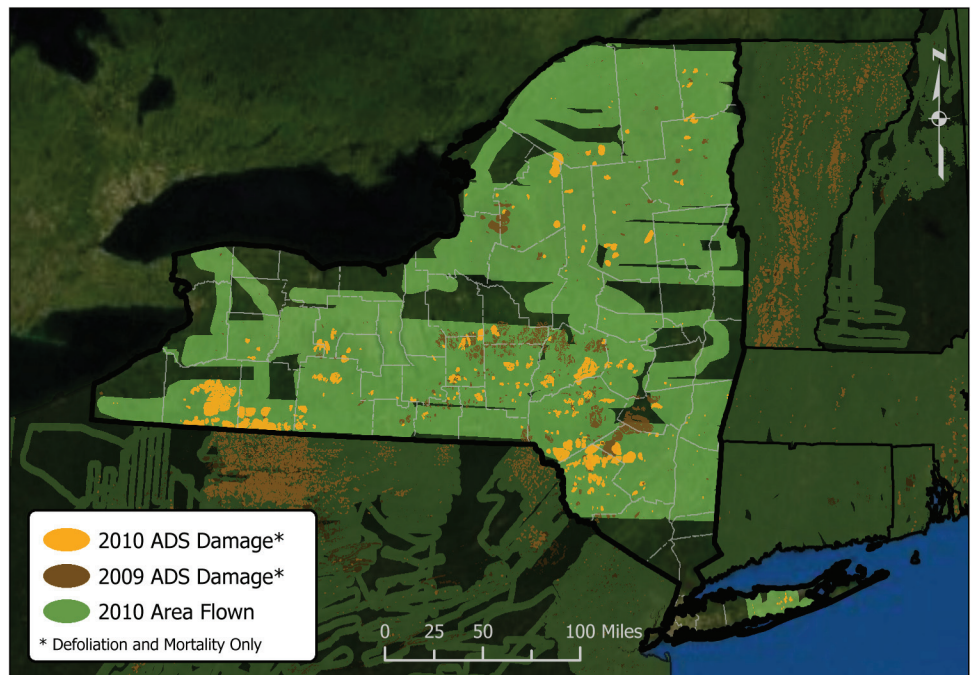 N
2010 ADS Damage*
2009 ADS Damage*
2010 Area Flown
* Defoliation and Mortality Only
0 25 50 100 Miles